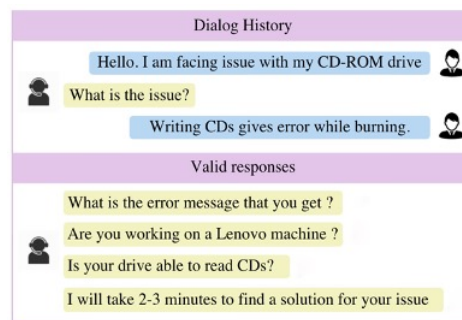 Dialog History
Hello. I am facing issue with my CD-ROM drive
What is the issue?
Writing CDs gives error while burning.
Valid responses
What is the error message that you get ?
Are you working on a Lenovo machine ?
Is your drive able to read CDs?
I will take 2-3 minutes to find a solution for your issue